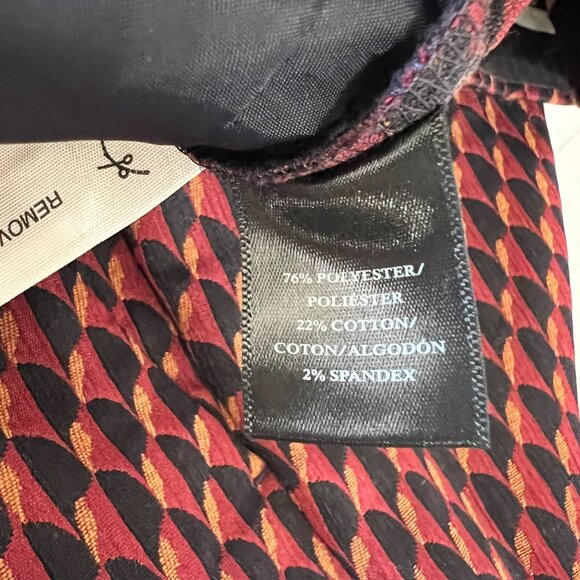 76% POLYESTER/
POLIESTER
22% COTTON/
COTON/ALGODÓN
2% SPANDEX
REMOV